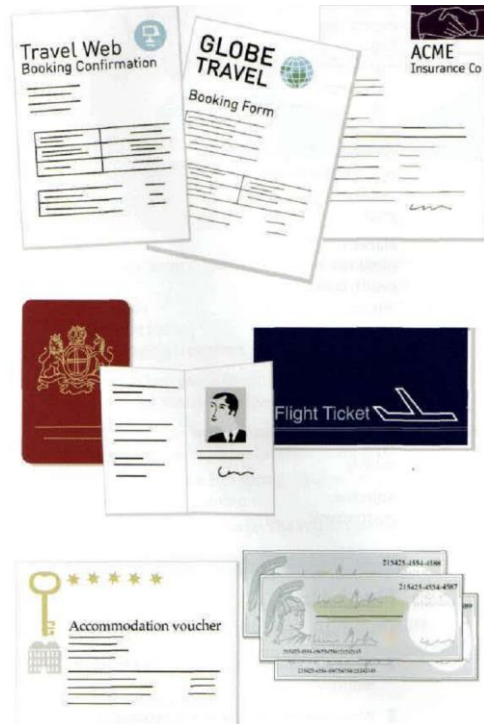 Travel Web
Booking Confirmation
GLOBE
TRAVEL
Booking Form
ACME
Insurance Co
Flight Ticket
Accommodation voucher
215425-4554-4588
215425-4554-4587